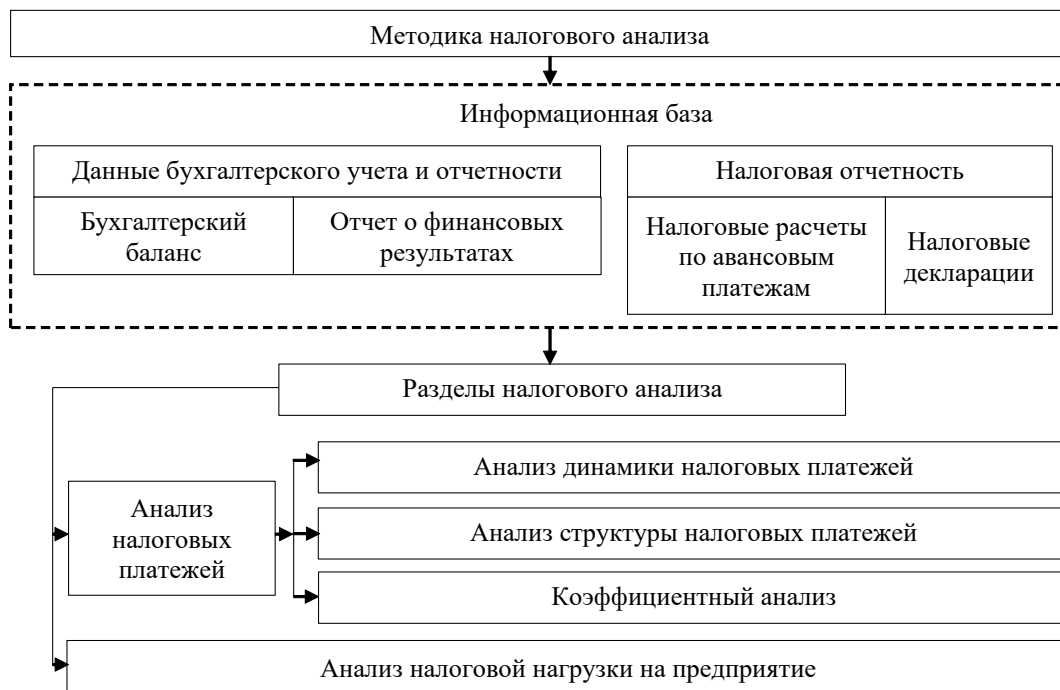 Методика налогового анализа
Информационная база
Данные бухгалтерского учета и отчетности
Бухгалтерский
баланс
Отчет о финансовых
результатах
Налоговая отчетность
Налоговые расчеты
по авансовым
платежам
Налоговые
декларации
Разделы налогового анализа
Анализ
налоговых
платежей
Анализ динамики налоговых платежей
Анализ структуры налоговых платежей
Коэффициентный анализ
Анализ налоговой нагрузки на предприятие